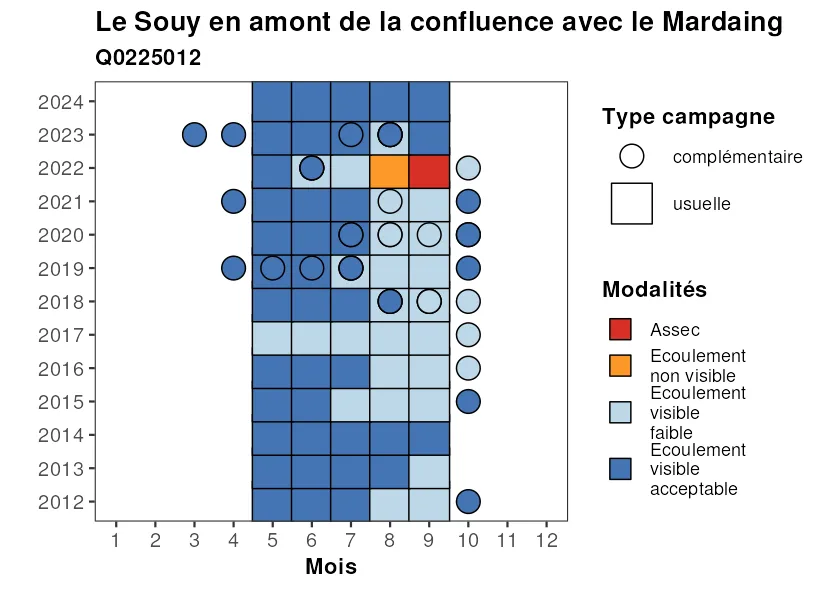 Le Souy en amont de la confluence avec le Mardaing
Q0225012
2024
2023
2022
2021
2020
2019
2018
2017
2016
2015
2014
2013
2012
1 2 3 4 5 6 7 8 9 10 11 12
Mois
Type campagne
complémentaire
usuelle
Modalités
Assec
Ecoulement
non visible
Ecoulement
visible
faible
Ecoulement
visible
acceptable